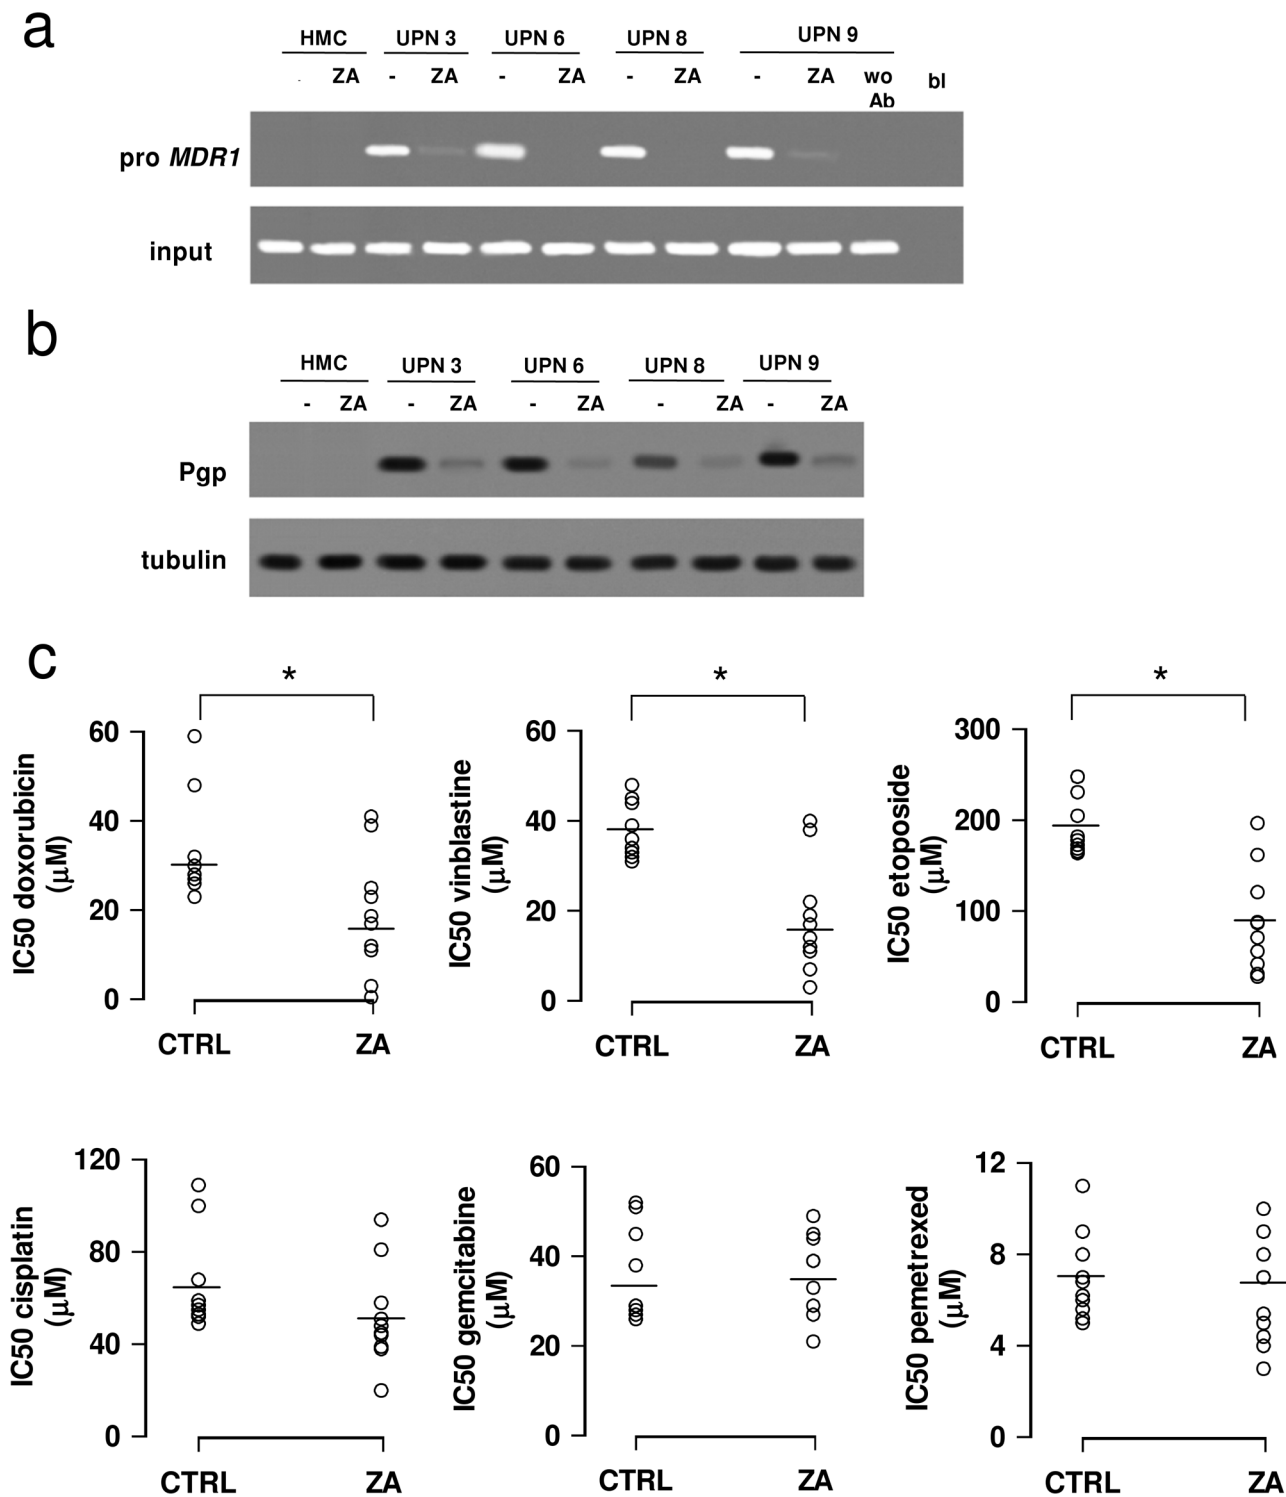 a
HMC UPN 3 UPN 6 UPN 8 UPN 9
- ZA - ZA - ZA - ZA - ZA wo Ab bl
pro MDR1
input
b
HMC UPN 3 UPN 6 UPN 8 UPN 9
- ZA - ZA - ZA - ZA - ZA
Pgp
tubulin
c
*
IC50 doxorubicin
(μM)
60
40
20
0
CTRL ZA
*
IC50 vinblastine
(μM)
60
40
20
0
CTRL ZA
*
IC50 etoposide
(μM)
300
200
100
0
CTRL ZA
IC50 cisplatin
(μM)
120
80
40
0
CTRL ZA
IC50 gemcitabine
(μM)
60
40
20
0
CTRL ZA
IC50 pemetrexed
(μM)
12
8
4
0
CTRL ZA